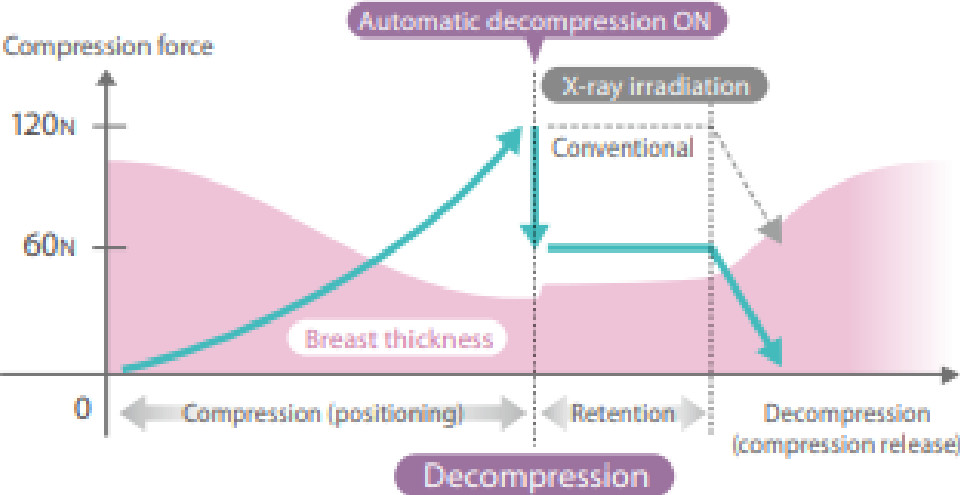 Automatic decompression ON
Compression force
X-ray irradiation
120N
Conventional
60N
Breast thickness
0
Compression (positioning)
Retention
Decompression
(compression release)
Decompression